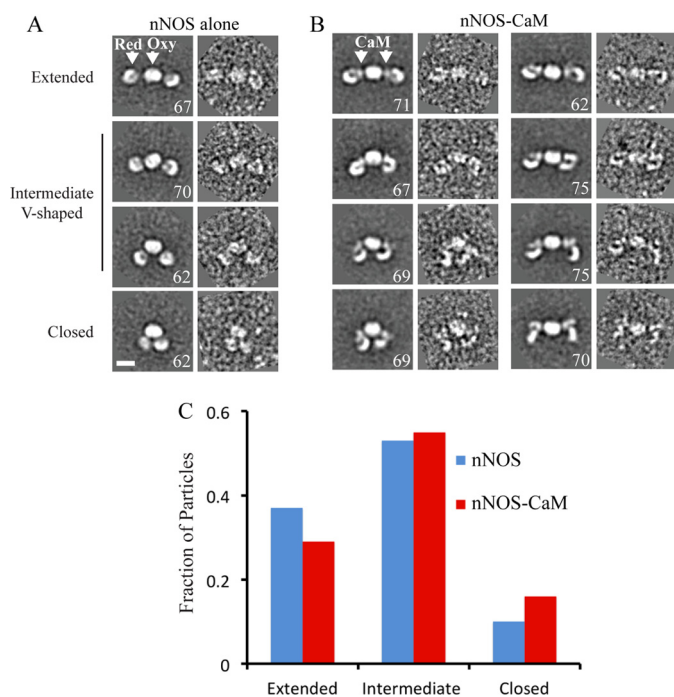 A
nNOS alone
B
nNOS-CaM
Red Oxy
CaM
Extended
67
71
62
Intermediate
V-shaped
70
67
75
62
69
75
Closed
62
69
70
C
0.6
0.4
0.2
0
Fraction of Particles
nNOS
nNOS-CaM
Extended
Intermediate
Closed